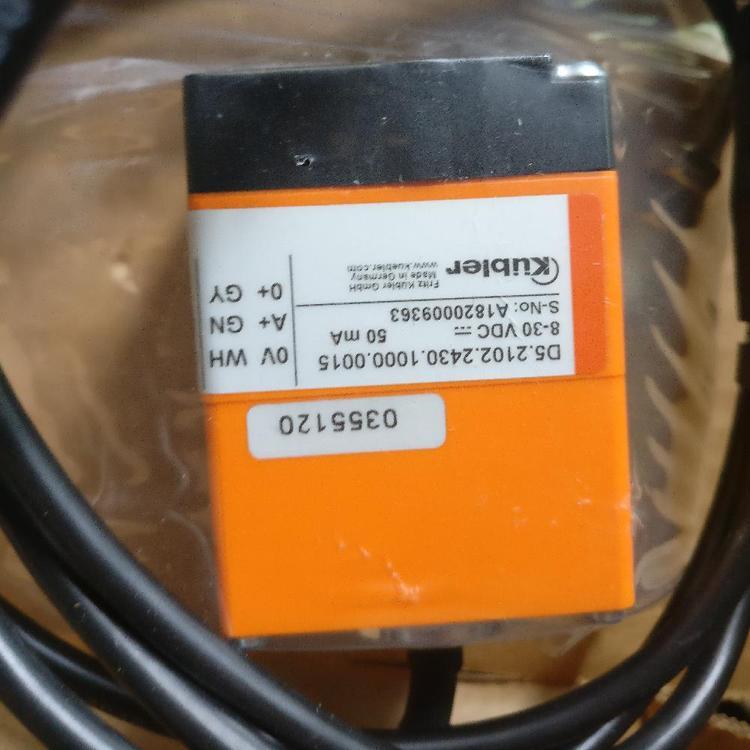 Kübler
Fritz Kübler GmbH
Made in Germany
www.kuebler.com
S-No: A1820009363
8-30 VDC ⎓ 50 mA
D5.2102.2430.1000.0015
0+ GY
A+ GN
0V WH
0355120